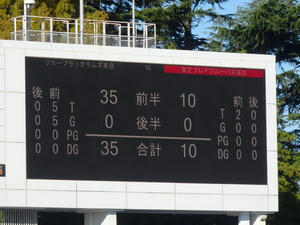 リコーブラックラムズ東京 VS 東芝ブレイブルーパス東京
後 前 35 前半 10 前 後
0 5 T 0 後半 0 T 2 0
0 5 G G 0 0
0 0 PG 35 合計 10 PG 0 0
0 0 DG DG 0 0